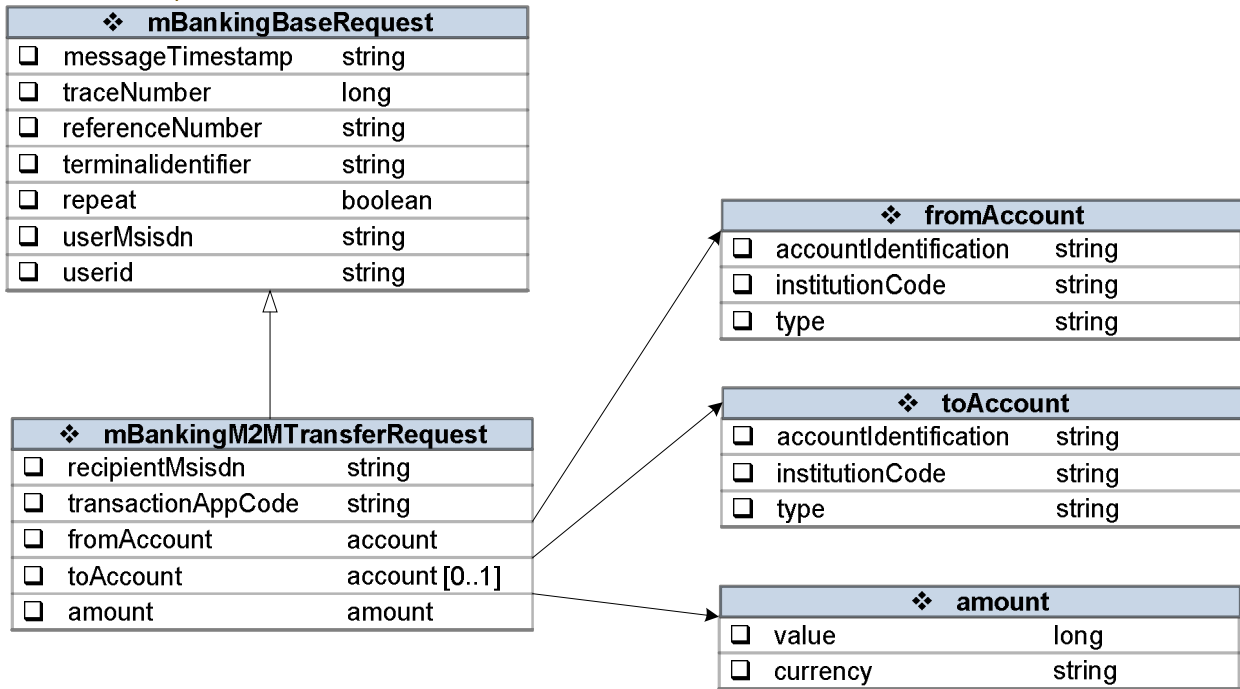 ❖ mBankingBaseRequest
❑ messageTimestamp string
❑ traceNumber long
❑ referenceNumber string
❑ terminalidentifier string
❑ repeat boolean
❑ userMsisdn string
❑ userid string
❖ mBankingM2MTransferRequest
❑ recipientMsisdn string
❑ transactionAppCode string
❑ fromAccount account
❑ toAccount account [0..1]
❑ amount amount
❖ fromAccount
❑ accountIdentification string
❑ institutionCode string
❑ type string
❖ toAccount
❑ accountIdentification string
❑ institutionCode string
❑ type string
❖ amount
❑ value long
❑ currency string